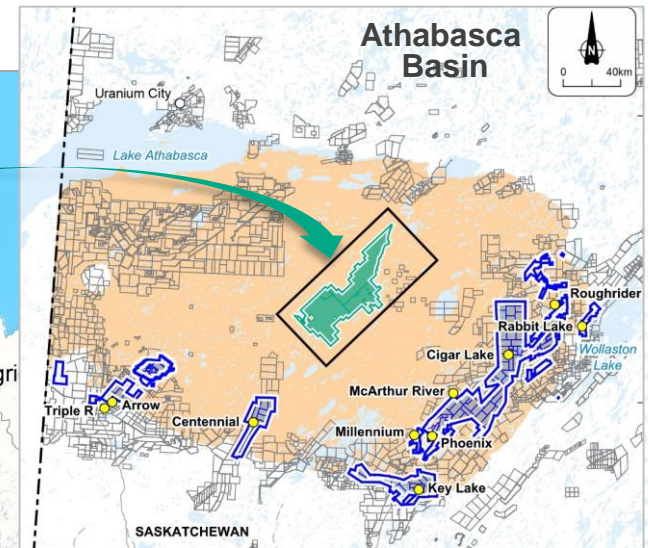 Athabasca
Basin
N
0 40km
Uranium City
Lake Athabasca
Roughrider
Rabbit Lake
Cigar Lake
Wollaston
Lake
gri
McArthur River
Triple R
Arrow
Centennial
Millennium
Phoenix
Key Lake
SASKATCHEWAN